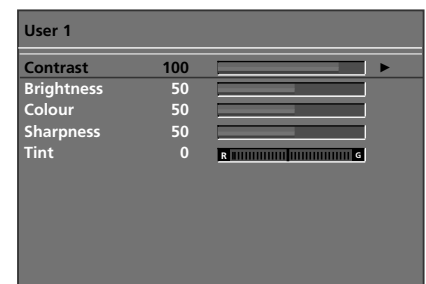 User 1
Contrast 100
Brightness 50
Colour 50
Sharpness 50
Tint 0 R G